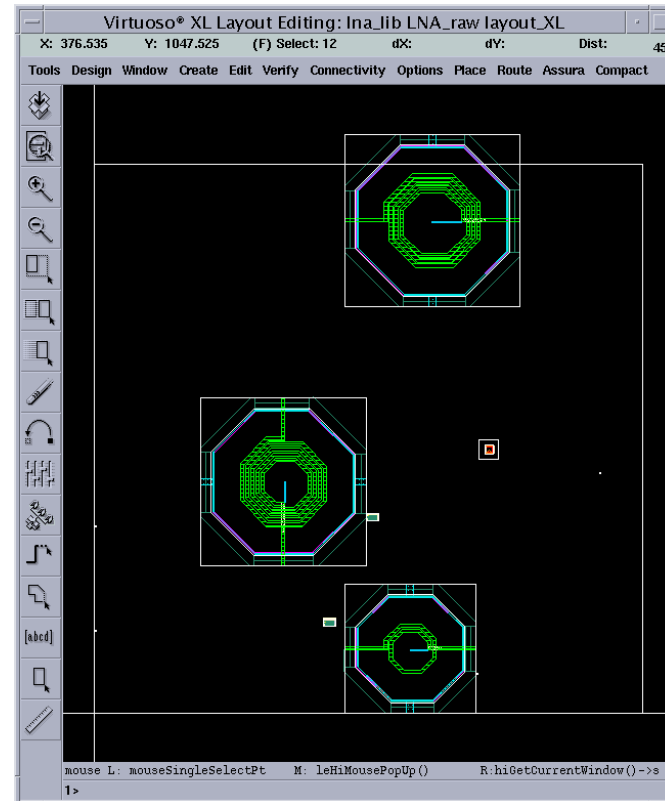 Virtuoso® XL Layout Editing: lna_lib LNA_raw layout_XL
X: 376.535 Y: 1047.525 (F) Select: 12 dX: dY: Dist: 45
Tools Design Window Create Edit Verify Connectivity Options Place Route Assura Compact
[abcd]
mouse L: mouseSingleSelectPt M: leHiMousePopUp() R:hiGetCurrentWindow()->s
1>